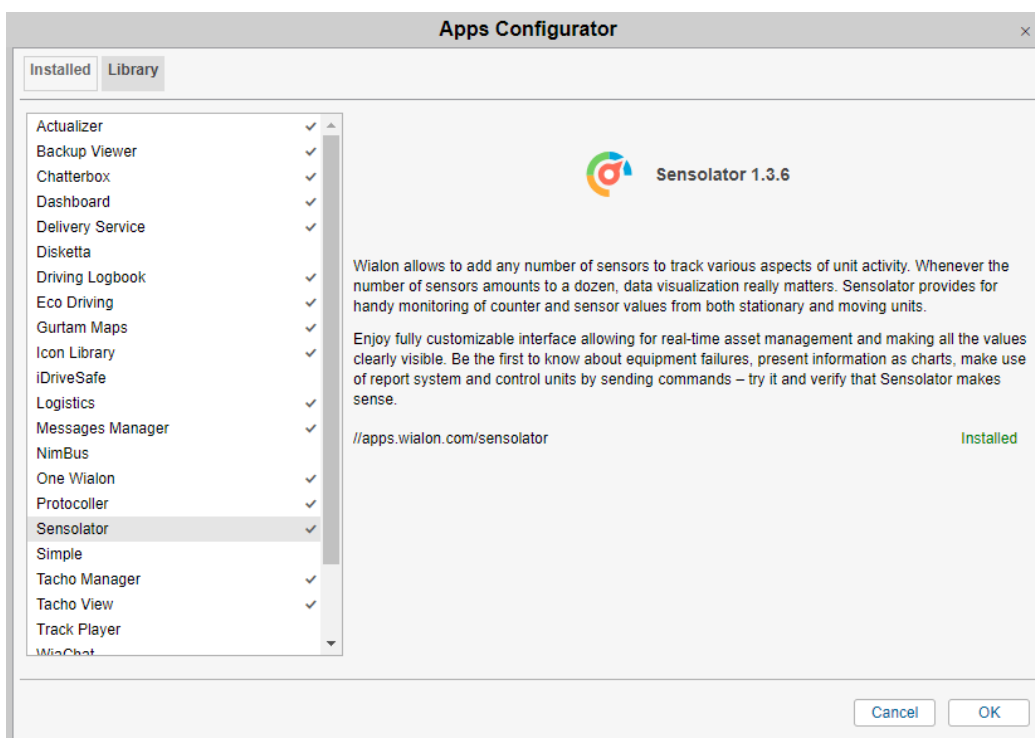 Apps Configurator
Installed
Library
Actualizer
Backup Viewer
Chatterbox
Dashboard
Delivery Service
Disketta
Driving Logbook
Eco Driving
Gurtam Maps
Icon Library
iDriveSafe
Logistics
Messages Manager
NimBus
One Wialon
Protocoller
Sensolator
Simple
Tacho Manager
Tacho View
Track Player
WiaChat
Sensolator 1.3.6
Wialon allows to add any number of sensors to track various aspects of unit activity. Whenever the
number of sensors amounts to a dozen, data visualization really matters. Sensolator provides for
handy monitoring of counter and sensor values from both stationary and moving units.
Enjoy fully customizable interface allowing for real-time asset management and making all the values
clearly visible. Be the first to know about equipment failures, present information as charts, make use
of report system and control units by sending commands – try it and verify that Sensolator makes
sense.
//apps.wialon.com/sensolator
Installed
Cancel
OK